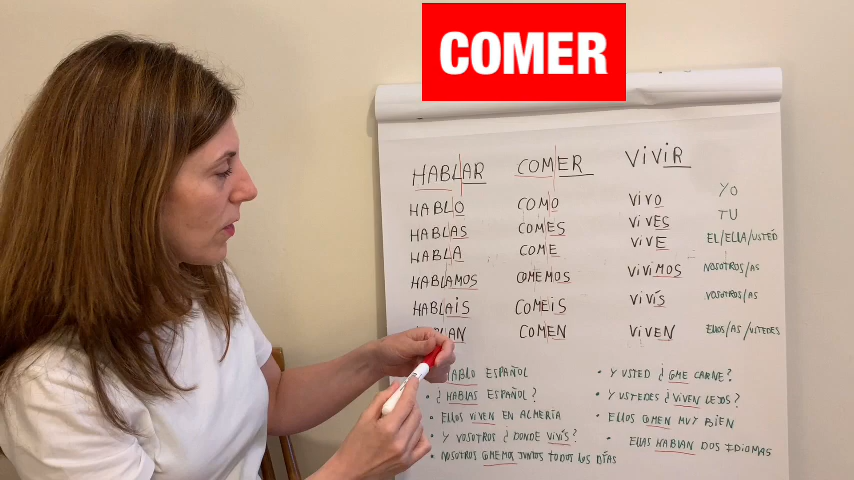 COMER
HABLAR COMER ViViR
HABLO COMO ViVO YO
HABLAS COMES ViVES TU
HABLA COME ViVE EL/ELLA/USTED
HABLAMOS COMEMOS ViViMOS NOSOTROS/AS
HABLAiS COMEiS ViVÍS VOSOTROS/AS
COMEN ViVEN ELLOS/AS/USTEDES
HABLO ESPAÑOL
• ¿HABLAS ESPAÑOL?
• ELLOS ViVEN EN ALMERÍA
• Y VOSOTROS ¿DONDE ViVÍS?
• NOSOTROS COMEMOS JUNTOS TODOS LOS DÍAS
• Y USTED ¿COME CARNE?
• Y USTEDES ¿ViVEN LEJOS?
• ELLOS COMEN MUY BIEN
• ELLAS HABLAN DOS IDIOMAS